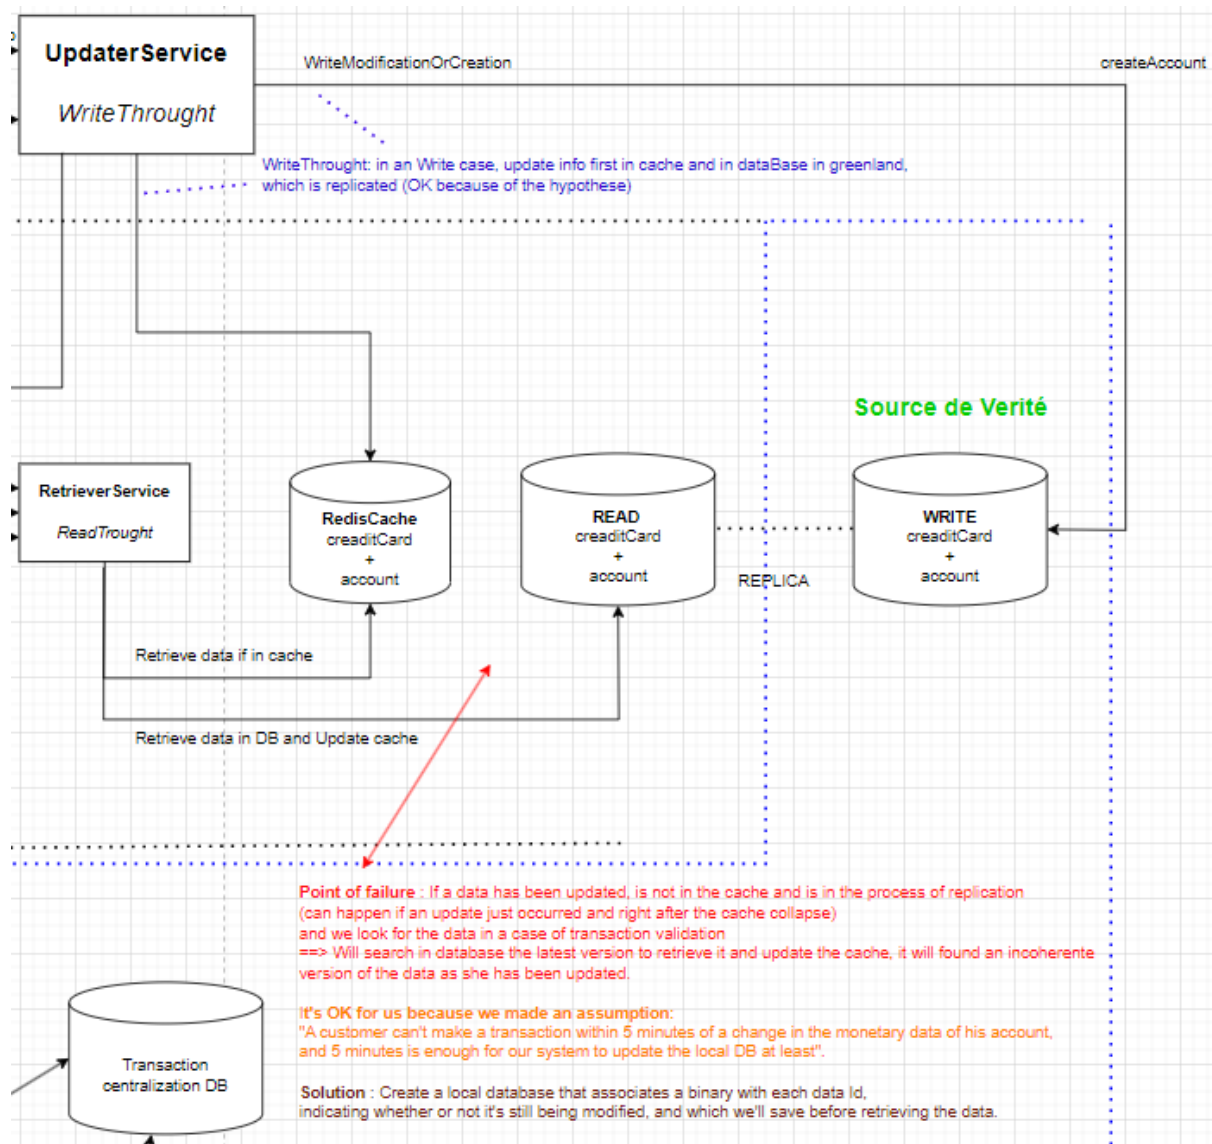 UpdaterService
WriteThrought
WriteModificationOrCreation
createAccount
WriteThrought: in an Write case, update info first in cache and in dataBase in greenland,
which is replicated (OK because of the hypothese)
Source de Verité
RetrieverService
ReadTrought
RedisCache
creaditCard
+
account
READ
creaditCard
+
account
REPLICA
WRITE
creaditCard
+
account
Retrieve data if in cache
Retrieve data in DB and Update cache
Point of failure : If a data has been updated, is not in the cache and is in the process of replication
(can happen if an update just occurred and right after the cache collapse)
and we look for the data in a case of transaction validation
==> Will search in database the latest version to retrieve it and update the cache, it will found an incoherente
version of the data as she has been updated.
It's OK for us because we made an assumption:
"A customer can't make a transaction within 5 minutes of a change in the monetary data of his account,
and 5 minutes is enough for our system to update the local DB at least".
Solution : Create a local database that associates a binary with each data Id,
indicating whether or not it's still being modified, and which we'll save before retrieving the data.
Transaction
centralization DB